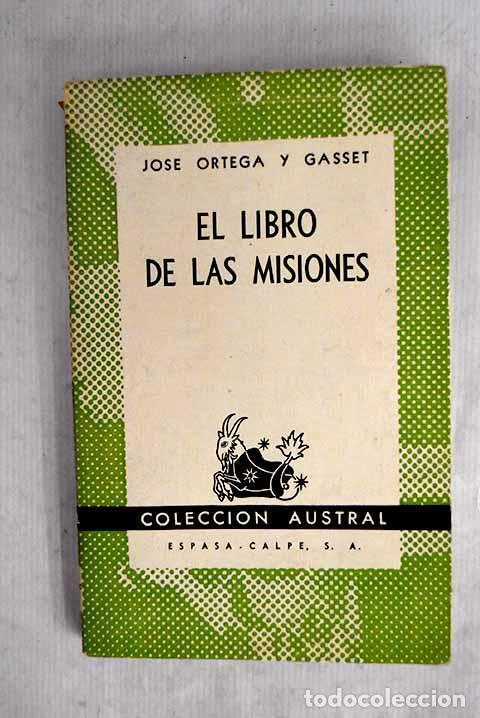 JOSE ORTEGA Y GASSET
EL LIBRO
DE LAS MISIONES
COLECCION AUSTRAL
ESPASA-CALPE, S. A.
todocoleccion